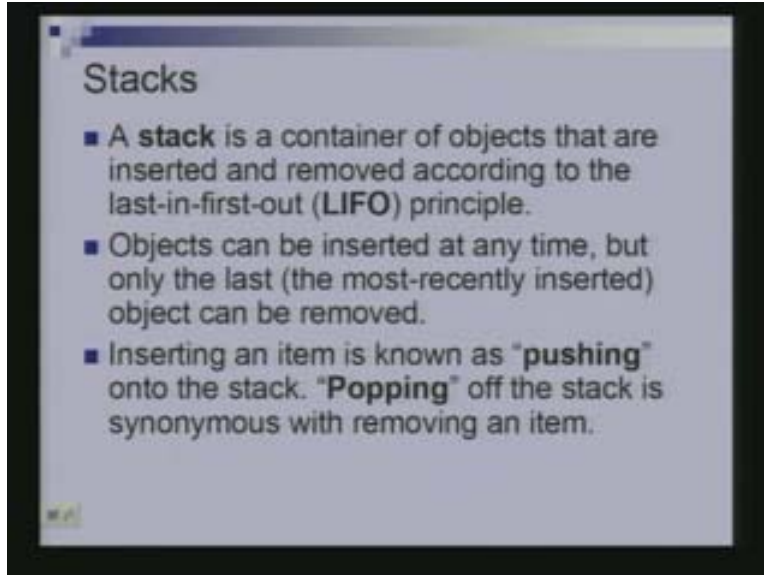 Stacks
A stack is a container of objects that are
inserted and removed according to the
last-in-first-out (LIFO) principle.
Objects can be inserted at any time, but
only the last (the most-recently inserted)
object can be removed.
Inserting an item is known as “pushing”
onto the stack. “Popping” off the stack is
synonymous with removing an item.